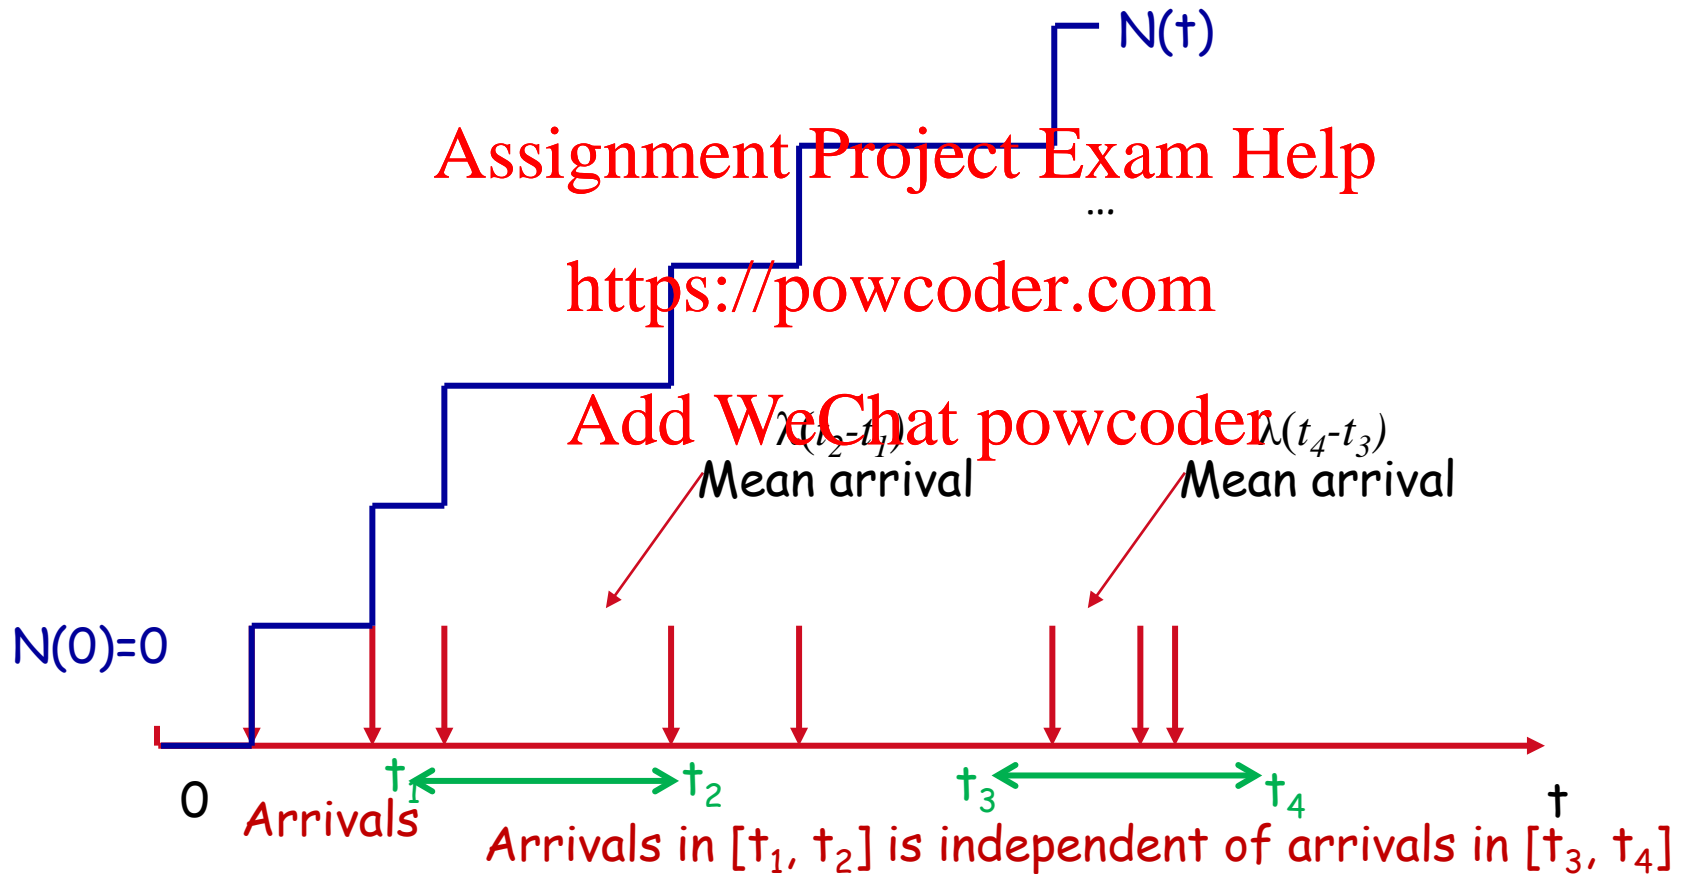 N(t)
Assignment Project Exam Help
...
https://powcoder.com
Add WeChat powcoder
λ(t₂-t₁)
λ(t₄-t₃)
Mean arrival
Mean arrival
N(0)=0
0
t₁
t₂
t₃
t₄
t
Arrivals
Arrivals in [t₁, t₂] is independent of arrivals in [t₃, t₄]